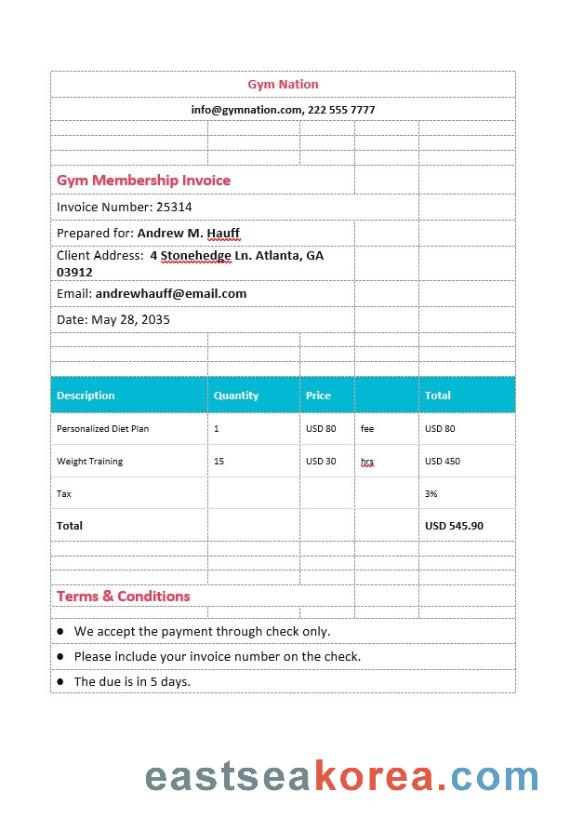 Gym Nation
info@gymnation.com, 222 555 7777
Gym Membership Invoice
Invoice Number: 25314
Prepared for: Andrew M. Hauff
Client Address: 4 Stonehedge Ln. Atlanta, GA
03912
Email: andrewhauff@email.com
Date: May 28, 2035
Description Quantity Price Total
Personalized Diet Plan 1 USD 80 fee USD 80
Weight Training 15 USD 30 hrs USD 450
Tax 3%
Total USD 545.90
Terms & Conditions
● We accept the payment through check only.
● Please include your invoice number on the check.
● The due is in 5 days.
eastseakorea.com